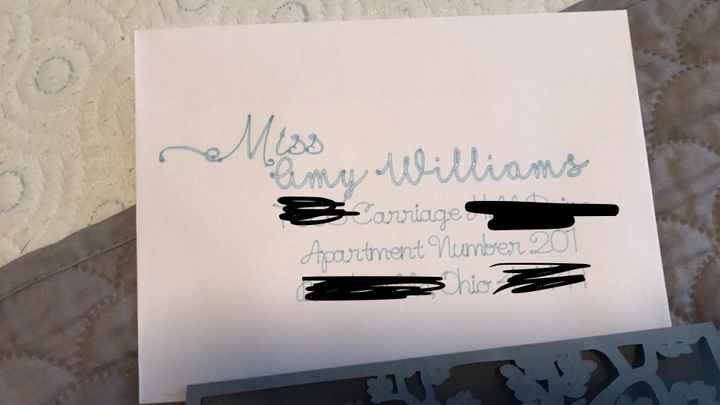 Miss
Amy Williams
Carriage
Apartment Number 201
, Ohio